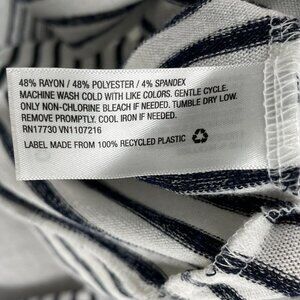 48% RAYON / 48% POLYESTER / 4% SPANDEX
MACHINE WASH COLD WITH LIKE COLORS. GENTLE CYCLE.
ONLY NON-CHLORINE BLEACH IF NEEDED. TUMBLE DRY LOW.
REMOVE PROMPTLY. COOL IRON IF NEEDED.
RN17730 VN1107216
LABEL MADE FROM 100% RECYCLED PLASTIC